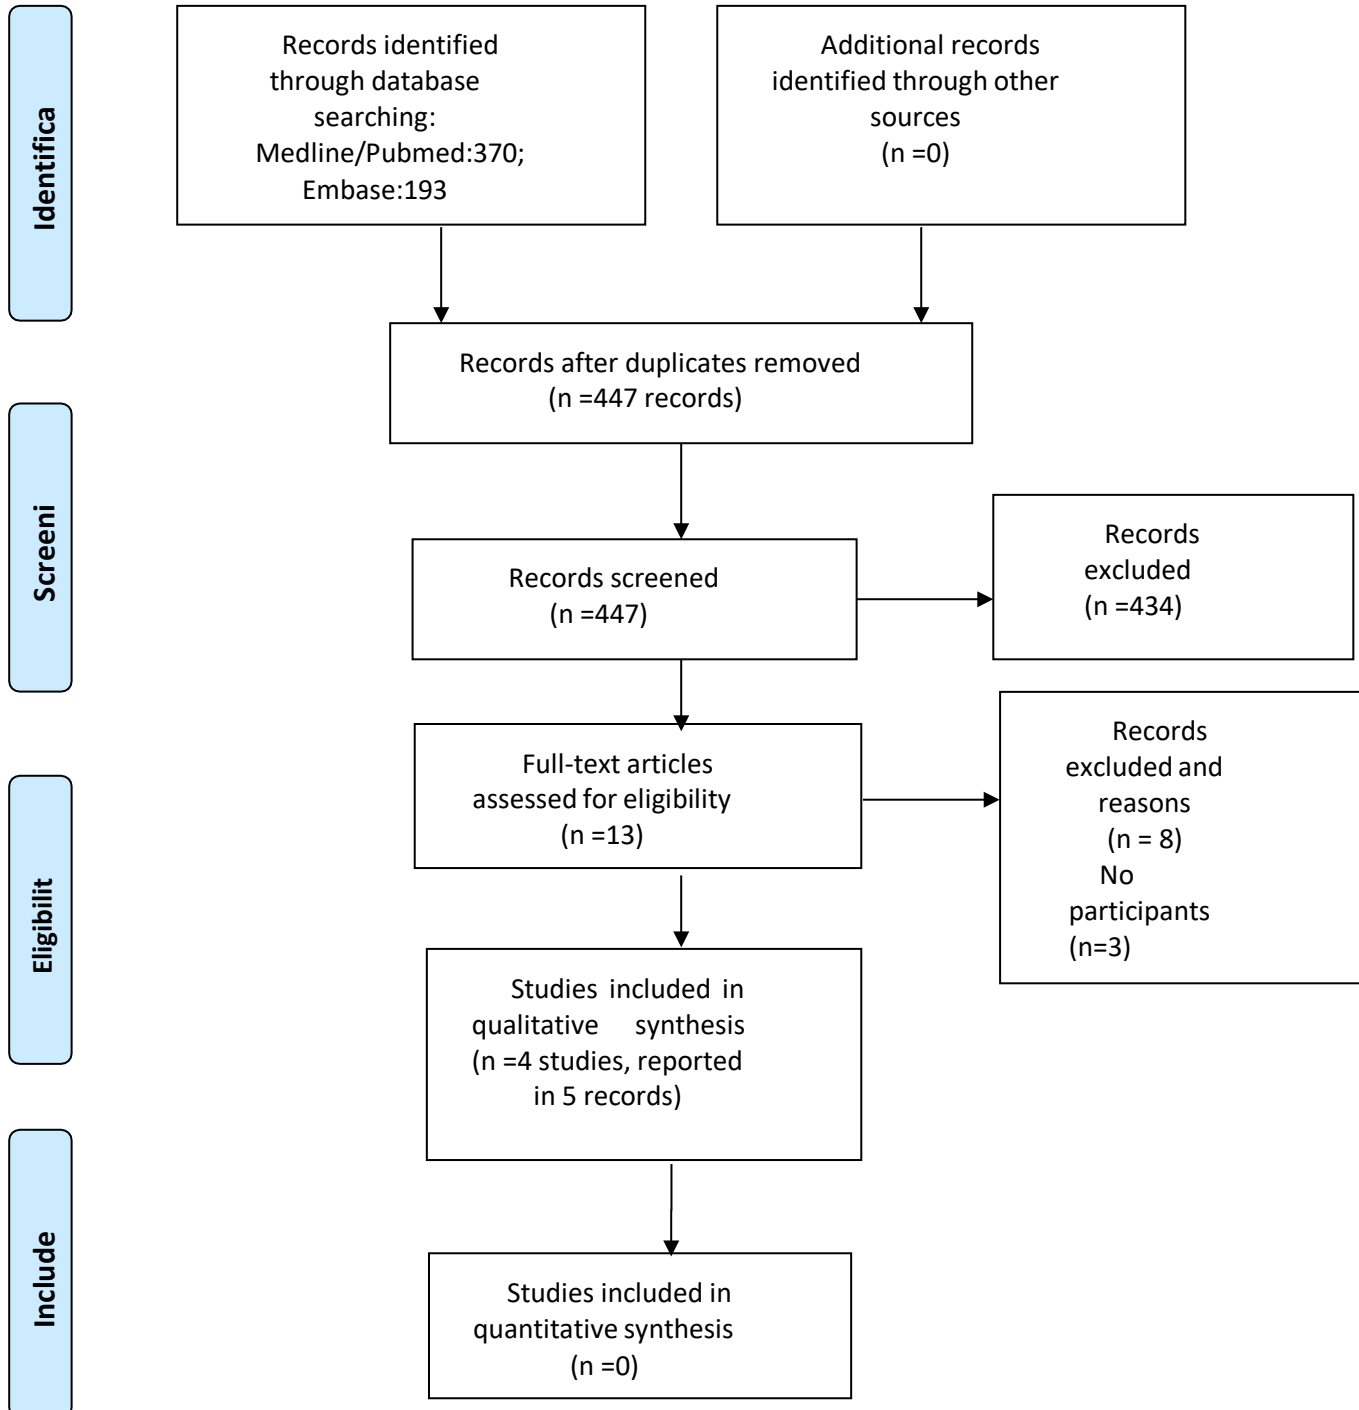 Identifica
Records identified
through database
searching:
Medline/Pubmed:370;
Embase:193
Additional records
identified through other
sources
(n =0)
Records after duplicates removed
(n =447 records)
Screeni
Records screened
(n =447)
Records
excluded
(n =434)
Eligibilit
Full-text articles
assessed for eligibility
(n =13)
Records
excluded and
reasons
(n = 8)
No
participants
(n=3)
Studies included in
qualitative synthesis
(n =4 studies, reported
in 5 records)
Include
Studies included in
quantitative synthesis
(n =0)